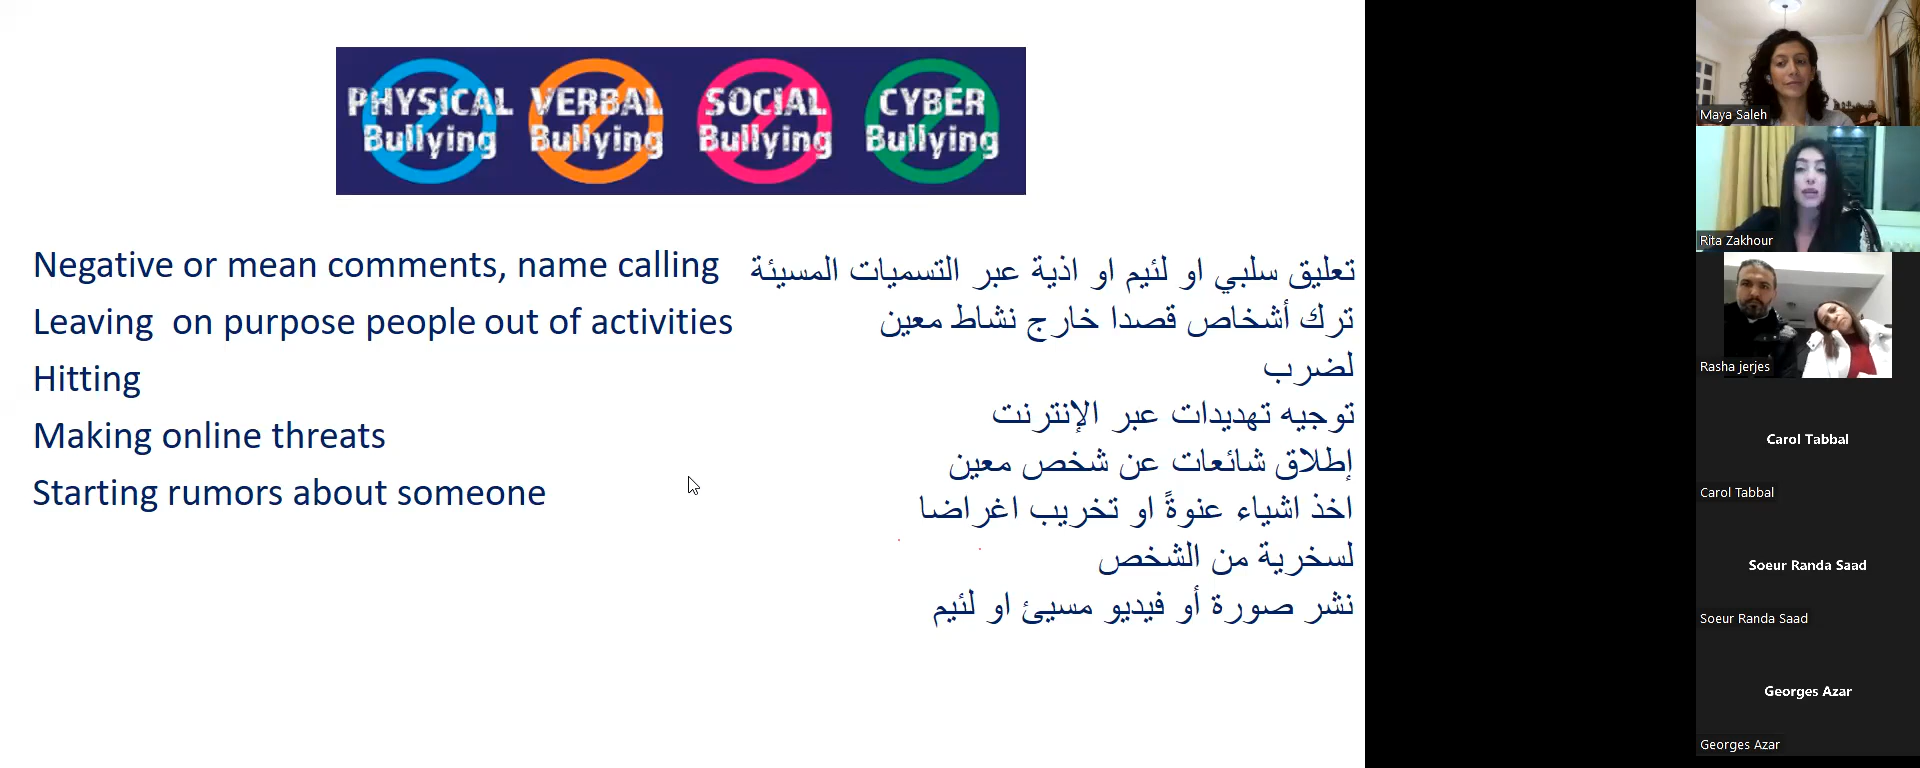 PHYSICAL Bullying
VERBAL Bullying
SOCIAL Bullying
CYBER Bullying
Negative or mean comments, name calling
Leaving on purpose people out of activities
Hitting
Making online threats
Starting rumors about someone
تعليق سلبي او لئيم او اذية عبر التسميات المسيئة
ترك أشخاص قصدا خارج نشاط معين
لضرب
توجيه تهديدات عبر الإنترنت
إطلاق شائعات عن شخص معين
اخذ اشياء عنوةً او تخريب اغراضا
لسخرية من الشخص
نشر صورة أو فيديو مسيئ او لئيم
Maya Saleh
Rita Zakhour
Rasha jerjes
Carol Tabbal
Carol Tabbal
Soeur Randa Saad
Soeur Randa Saad
Georges Azar
Georges Azar